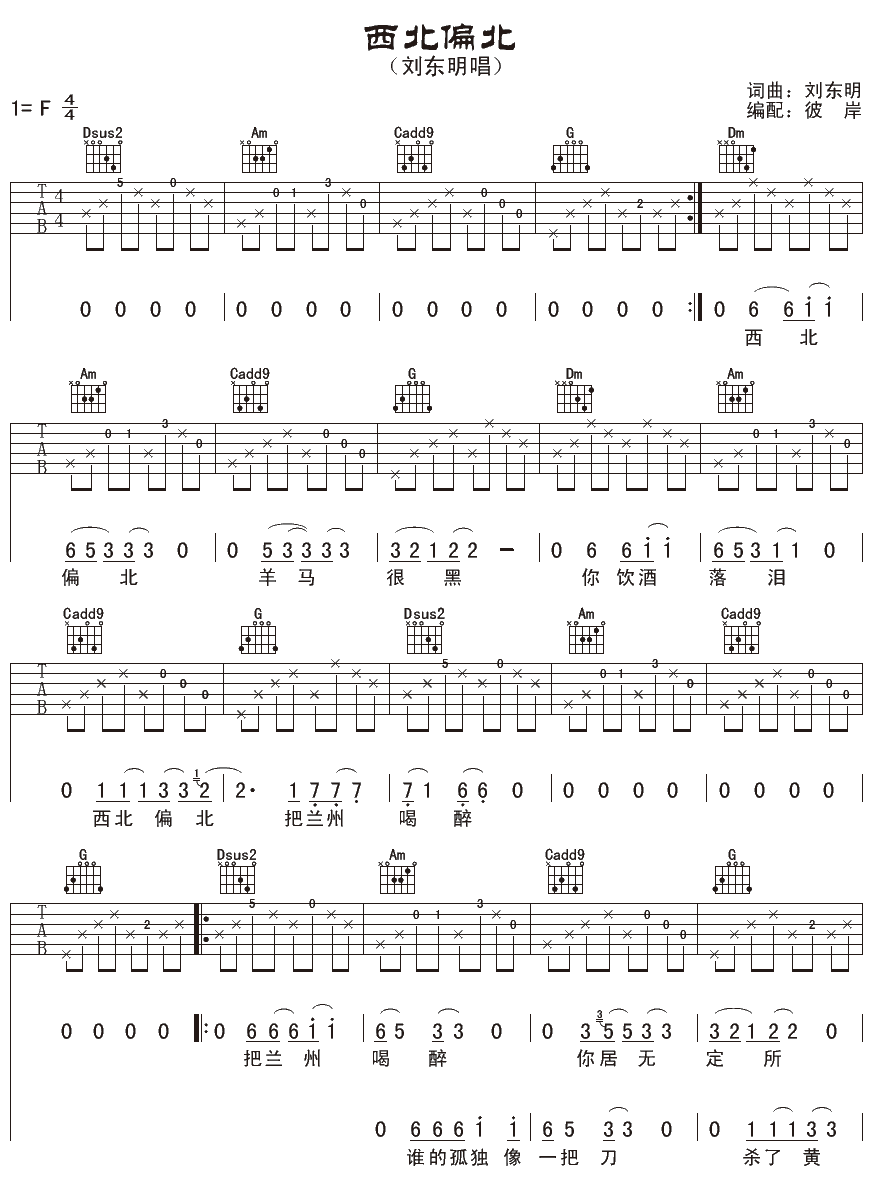 西北偏北
（刘东明唱）
1= F 4/4
词曲：刘东明
编配：彼 岸
Dsus2 Am Cadd9 G Dm
T A B 4 4 5 0 0 1 3 0 0 0 0 2
0 0 0 0 | 0 0 0 0 | 0 0 0 0 | 0 0 0 0 :| 0 6 6 i i
西 北
Am Cadd9 G Dm Am
T A B 0 1 3 0 0 0 0 0 1 3 0
6 5 3 3 3 0 | 0 5 3 3 3 3 | 3 2 1 2 2 – | 0 6 6 i i | 6 5 3 1 1 0
偏 北 羊 马 很 黑 你 饮 酒 落 泪
Cadd9 G Dsus2 Am Cadd9
T A B 0 0 0 5 0 0 1 3 0 0 0 0
0 1 1 1 3 3 1 2 | 2· 1 7 7 7 | 7 1 6 6 0 | 0 0 0 0 | 0 0 0 0
西 北 偏 北 把 兰 州 喝 醉
G Dsus2 Am Cadd9 G
T A B 2 5 0 0 1 3 0 0 0 0 2
0 0 0 0 |: 0 6 6 6 i i | 6 5 3 3 0 | 0 3 3 5 5 3 3 | 3 2 1 2 2 0
把 兰 州 喝 醉 你 居 无 定 所
0 6 6 6 i i | 6 5 3 3 0 | 0 1 1 1 3 3
谁 的 孤 独 像 一 把 刀 杀 了 黄